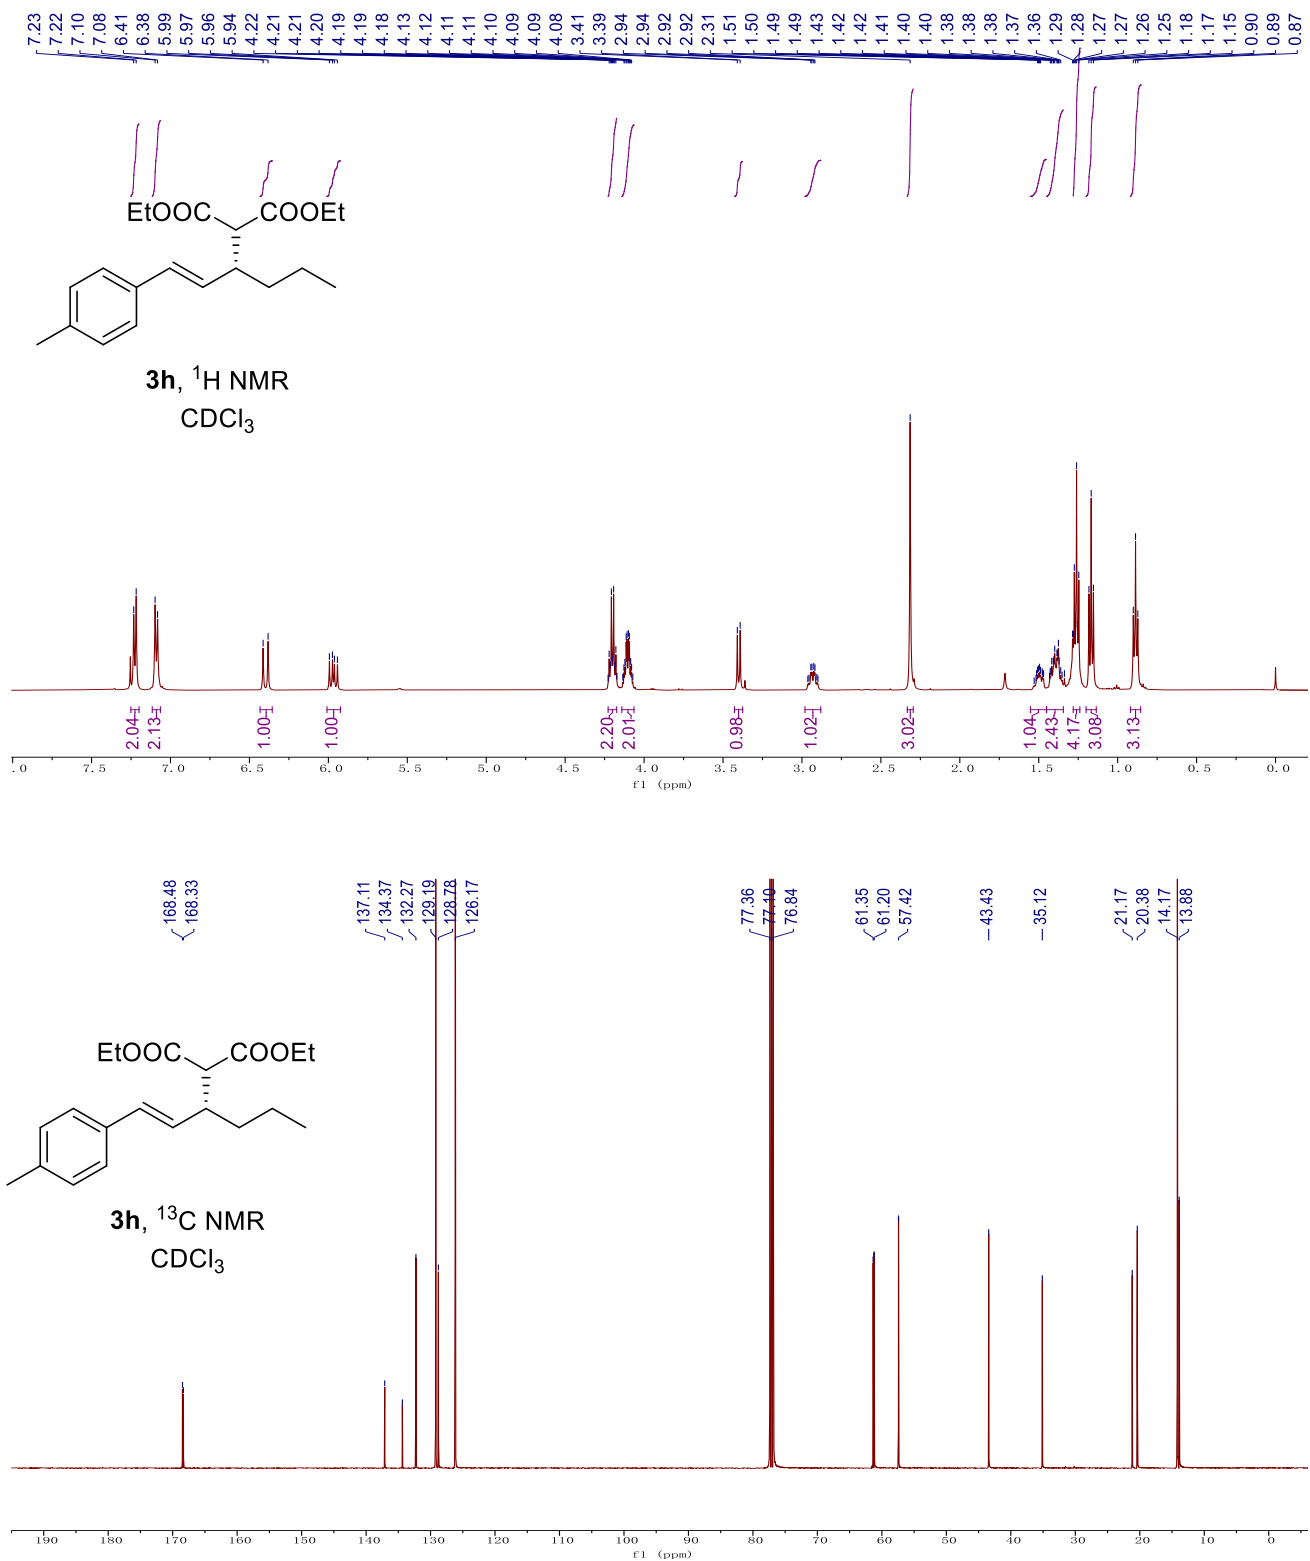 7.23 7.22 7.10 7.08 6.41 6.38 5.99 5.97 5.96 5.94 4.22 4.21 4.21 4.20 4.19 4.19 4.18 4.13 4.12 4.11 4.11 4.10 4.09 4.09 4.08 3.41 3.39 2.94 2.94 2.92 2.92 2.31 1.51 1.50 1.49 1.49 1.43 1.42 1.42 1.41 1.40 1.40 1.38 1.38 1.38 1.37 1.36 1.29 1.28 1.27 1.27 1.26 1.25 1.18 1.17 1.15 0.90 0.89 0.87
EtOOC COOEt
3h, ¹H NMR
CDCl₃
2.04 2.13 1.00 1.00 2.20 2.01 0.98 1.02 3.02 1.04 2.43 4.17 3.08 3.13
.0 7.5 7.0 6.5 6.0 5.5 5.0 4.5 4.0 3.5 3.0 2.5 2.0 1.5 1.0 0.5 0.0
f1 (ppm)
168.48 168.33 137.11 134.37 132.27 129.19 128.78 126.17 77.36 77.10 76.84 61.35 61.20 57.42 43.43 35.12 21.17 20.38 14.17 13.88
EtOOC COOEt
3h, ¹³C NMR
CDCl₃
190 180 170 160 150 140 130 120 110 100 90 80 70 60 50 40 30 20 10 0
f1 (ppm)